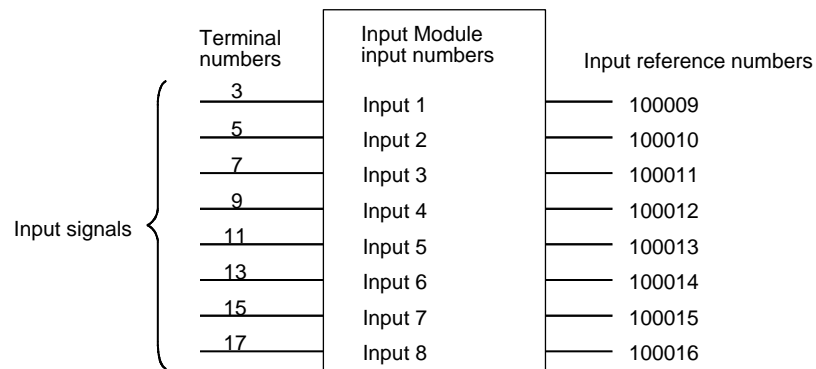 Terminal
numbers
Input Module
input numbers
Input reference numbers
3 Input 1 100009
5 Input 2 100010
7 Input 3 100011
9 Input 4 100012
Input signals
11 Input 5 100013
13 Input 6 100014
15 Input 7 100015
17 Input 8 100016